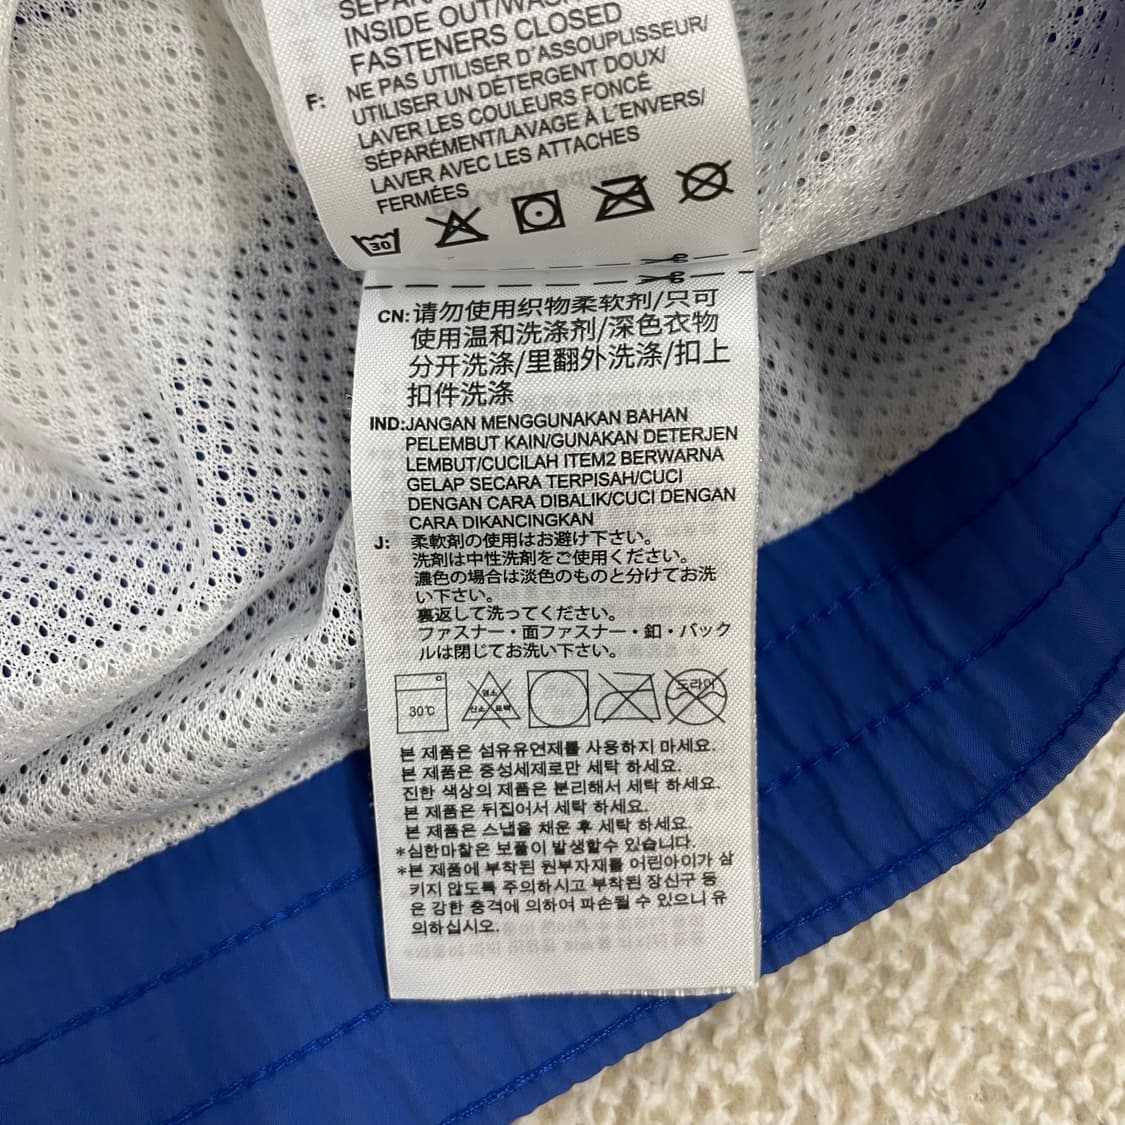 INSIDE OUT/
FASTENERS CLOSED
F: NE PAS UTILISER D'ASSOUPLISSEUR/
UTILISER UN DÉTERGENT DOUX/
LAVER LES COULEURS FONCÉ
SÉPARÉMENT/LAVAGE À L'ENVERS/
LAVER AVEC LES ATTACHES
FERMÉES
30
CN: 请勿使用织物柔软剂/只可
使用温和洗涤剂/深色衣物
分开洗涤/里翻外洗涤/扣上
扣件洗涤
IND: JANGAN MENGGUNAKAN BAHAN
PELEMBUT KAIN/GUNAKAN DETERJEN
LEMBUT/CUCILAH ITEM2 BERWARNA
GELAP SECARA TERPISAH/CUCI
DENGAN CARA DIBALIK/CUCI DENGAN
CARA DIKANCINGKAN
J: 柔軟剤の使用はお避け下さい。
洗剤は中性洗剤をご使用ください。
濃色の場合は淡色のものと分けてお洗
い下さい。
裏返して洗ってください。
ファスナー・面ファスナー・釦・バック
ルは閉じてお洗い下さい。
30℃ 염소 산소 표백 드라이
본 제품은 섬유유연제를 사용하지 마세요.
본 제품은 중성세제로만 세탁 하세요.
진한 색상의 제품은 분리해서 세탁 하세요.
본 제품은 뒤집어서 세탁 하세요.
본 제품은 스냅을 채운 후 세탁 하세요.
*심한마찰은 보풀이 발생할수 있습니다.
*본 제품에 부착된 원부자재를 어린아이가 삼
키지 않도록 주의하시고 부착된 장신구 등
은 강한 충격에 의하여 파손될 수 있으니 유
의하십시오.